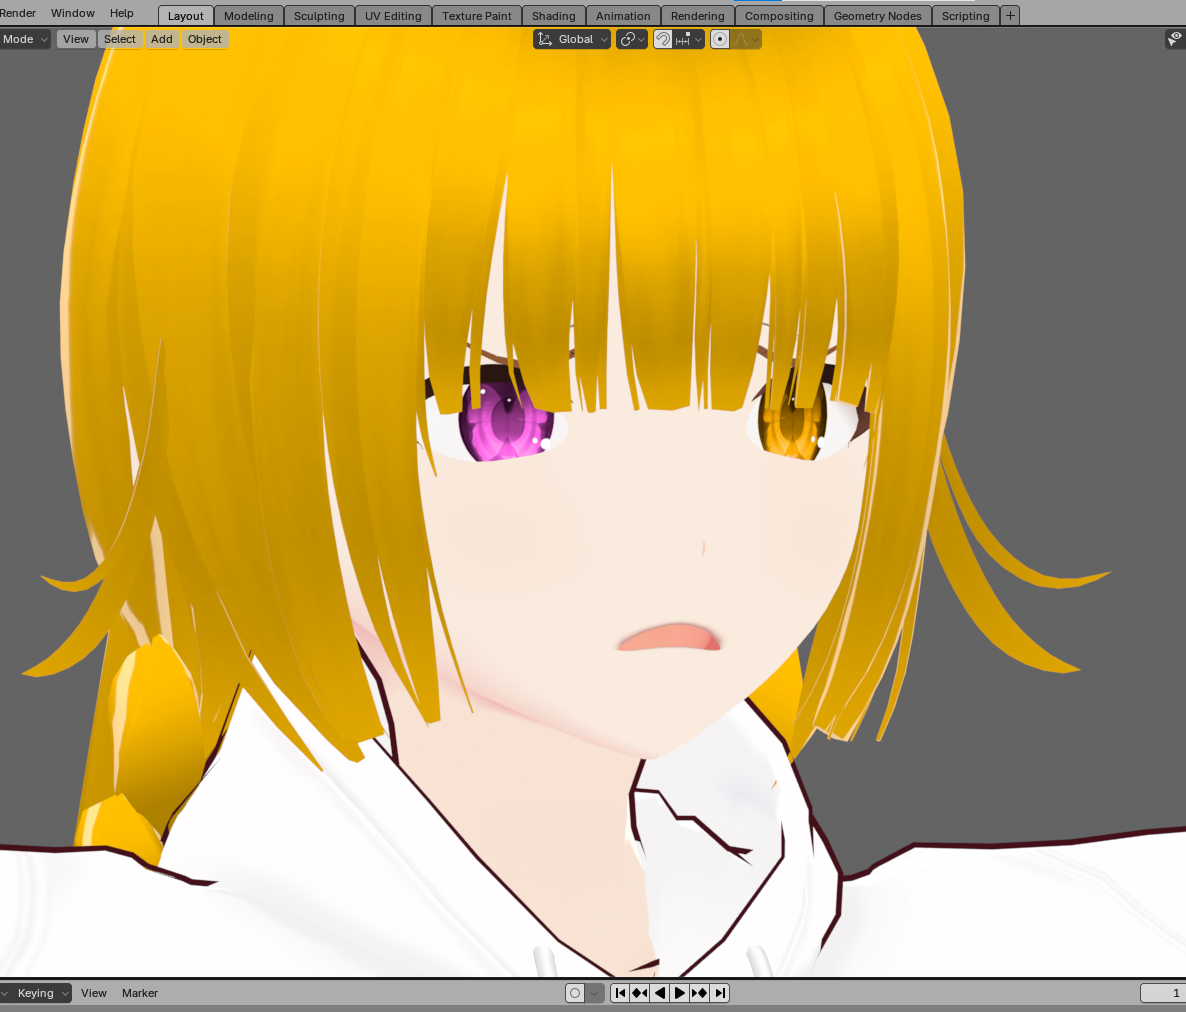 Render Window Help Layout Modeling Sculpting UV Editing Texture Paint Shading Animation Rendering Compositing Geometry Nodes Scripting +
Mode View Select Add Object Global
Keying View Marker 1